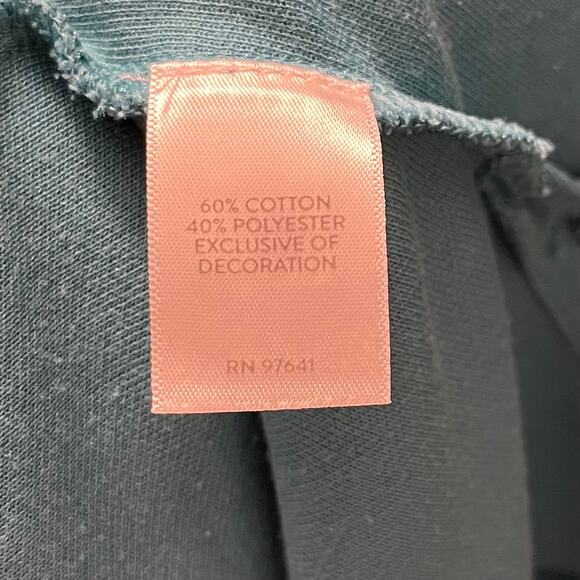 60% COTTON
40% POLYESTER
EXCLUSIVE OF
DECORATION
RN 97641